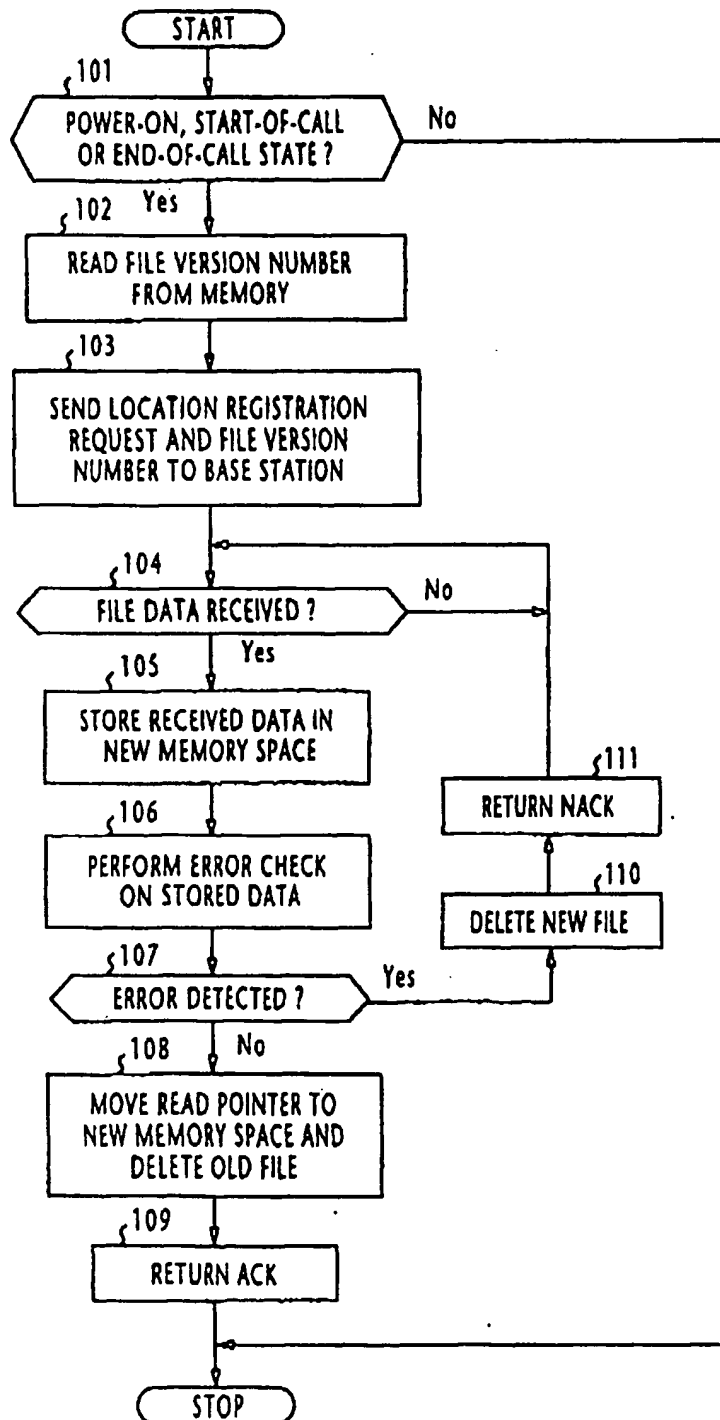 START
101
POWER-ON, START-OF-CALL
OR END-OF-CALL STATE ?
No
Yes
102
READ FILE VERSION NUMBER
FROM MEMORY
103
SEND LOCATION REGISTRATION
REQUEST AND FILE VERSION
NUMBER TO BASE STATION
104
FILE DATA RECEIVED ?
No
Yes
105
STORE RECEIVED DATA IN
NEW MEMORY SPACE
111
RETURN NACK
106
PERFORM ERROR CHECK
ON STORED DATA
110
DELETE NEW FILE
107
ERROR DETECTED ?
Yes
No
108
MOVE READ POINTER TO
NEW MEMORY SPACE AND
DELETE OLD FILE
109
RETURN ACK
STOP